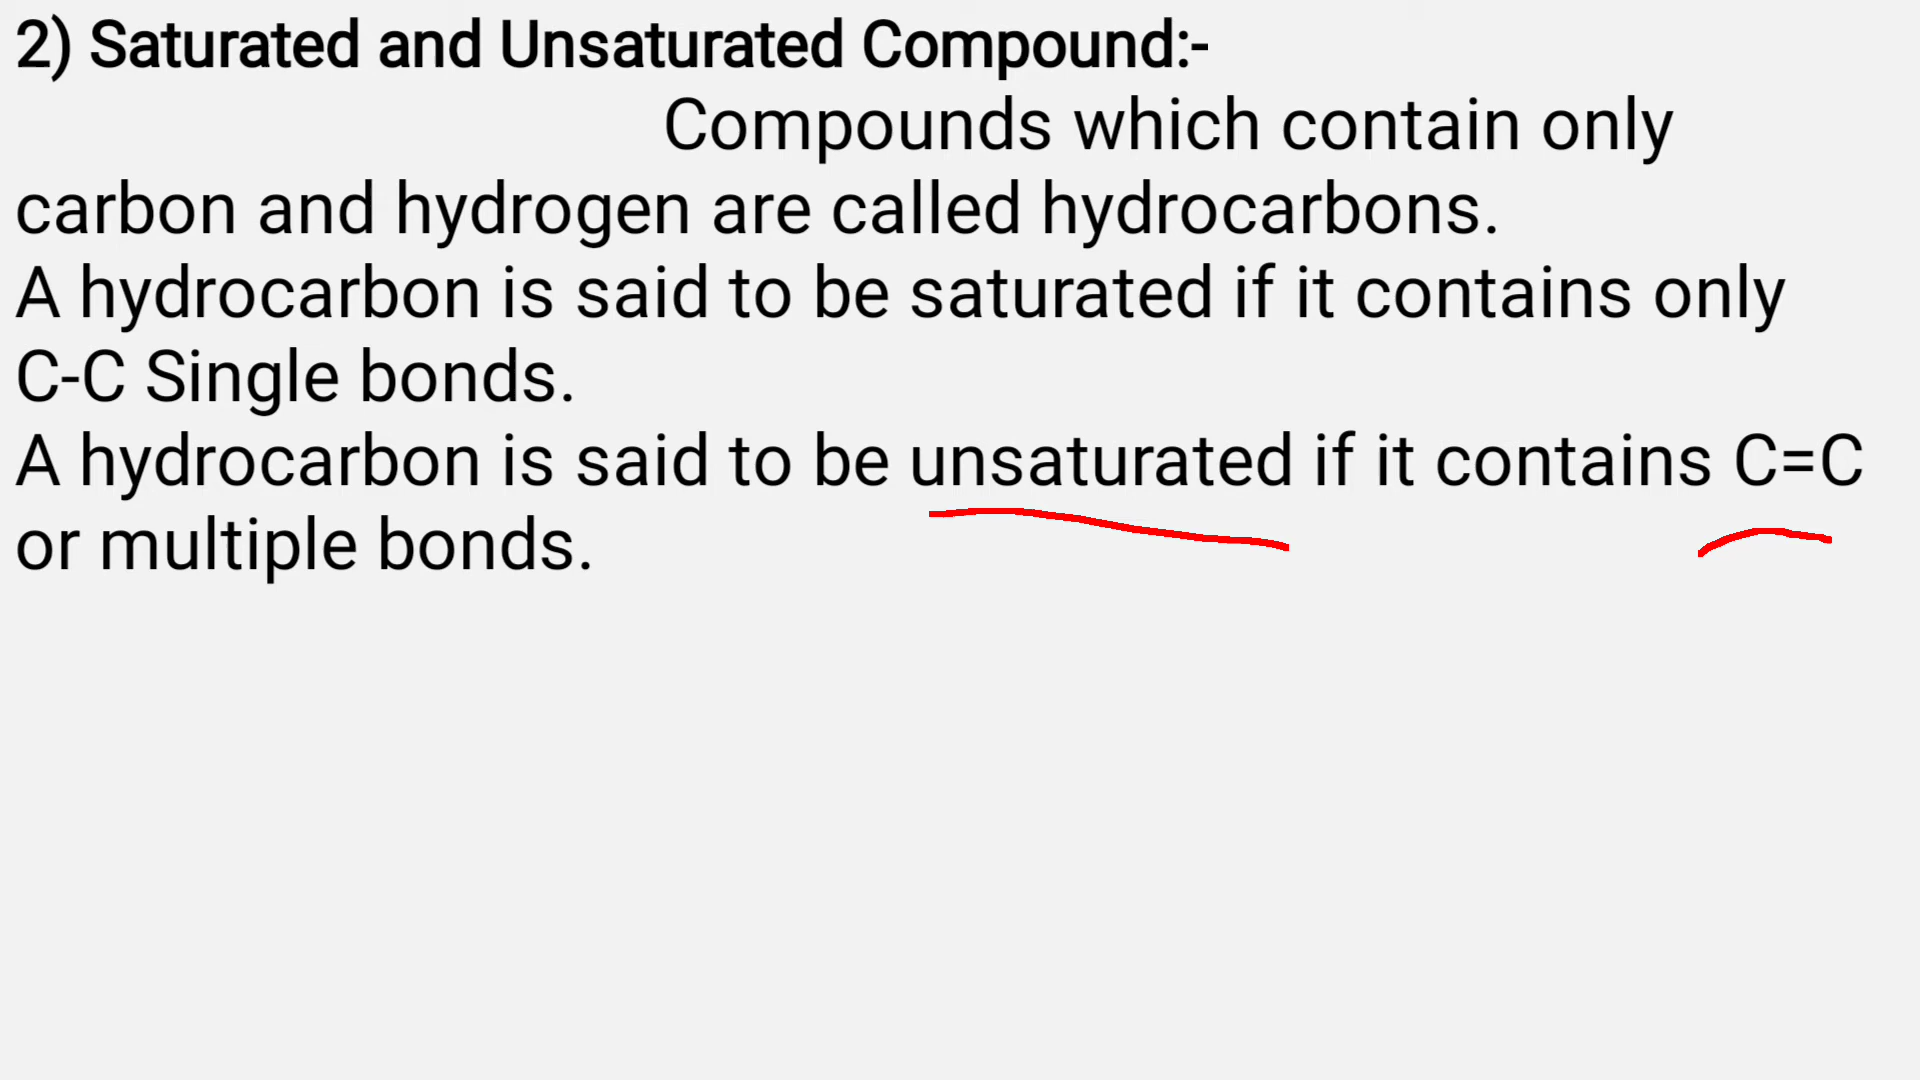 2) Saturated and Unsaturated Compound:-
Compounds which contain only
carbon and hydrogen are called hydrocarbons.
A hydrocarbon is said to be saturated if it contains only
C-C Single bonds.
A hydrocarbon is said to be unsaturated if it contains C=C
or multiple bonds.